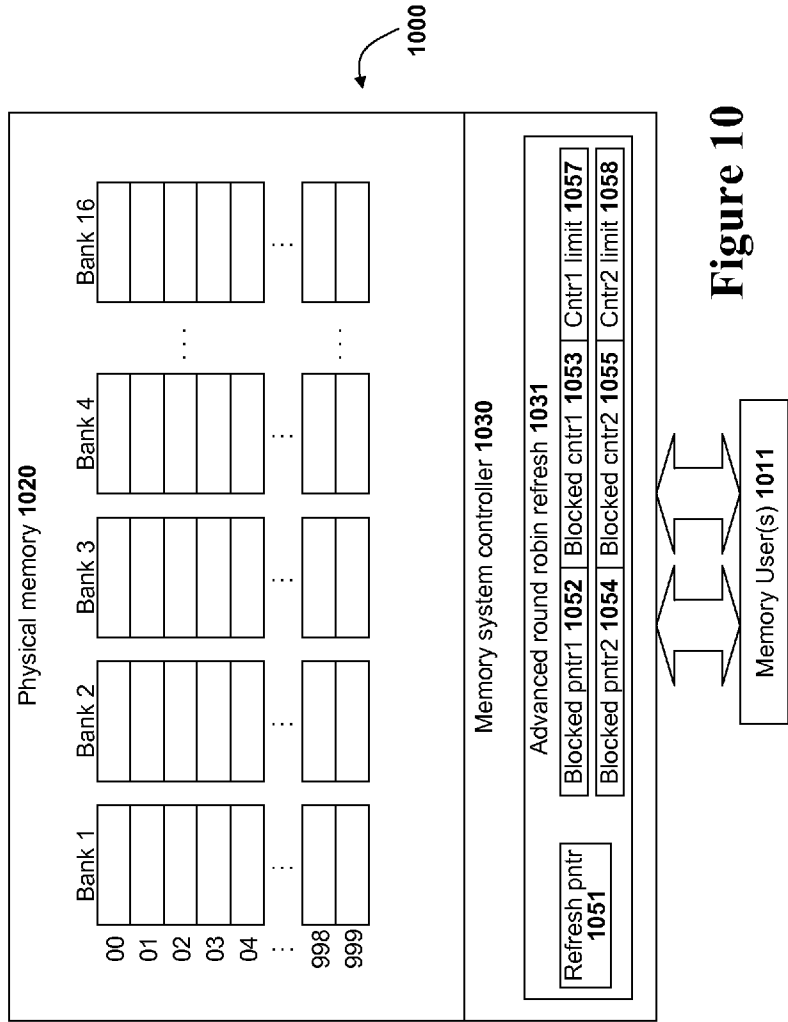 Physical memory 1020
Bank 1 Bank 2 Bank 3 Bank 4 ... Bank 16
00
01
02
03
04
... ... ... ... ... ...
998
999 ...
Memory system controller 1030
Advanced round robin refresh 1031
Refresh pntr
1051
Blocked pntr1 1052 Blocked cntr1 1053 Cntr1 limit 1057
Blocked pntr2 1054 Blocked cntr2 1055 Cntr2 limit 1058
Memory User(s) 1011
1000
Figure 10